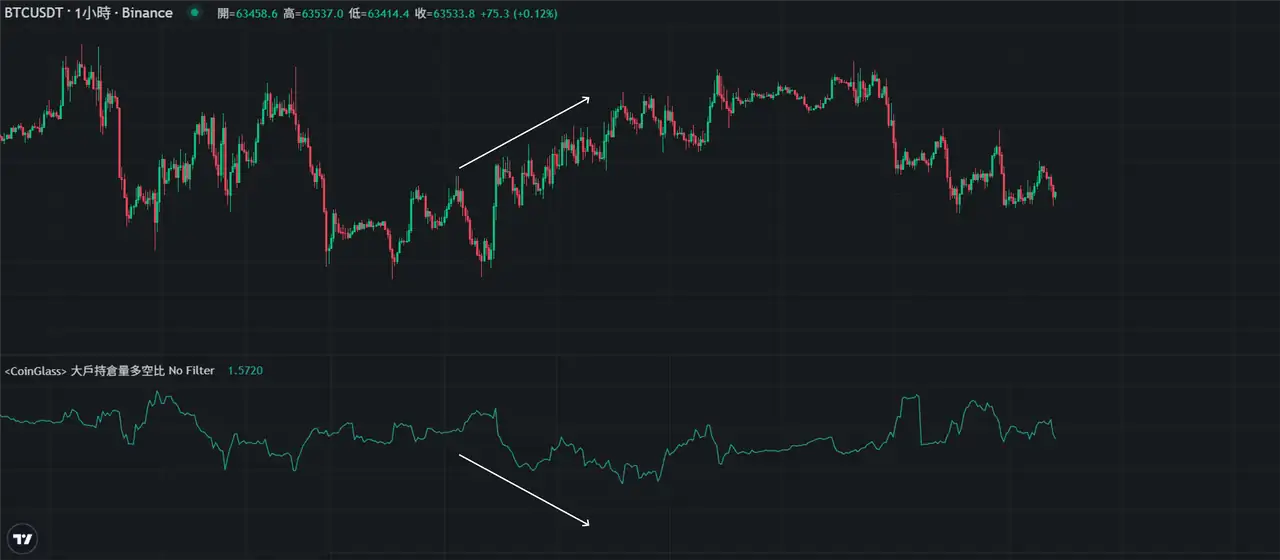 BTCUSDT · 1小時 · Binance 開=63458.6 高=63537.0 低=63414.4 收=63533.8 +75.3 (+0.12%)
<CoinGlass> 大戶持倉量多空比 No Filter 1.5720